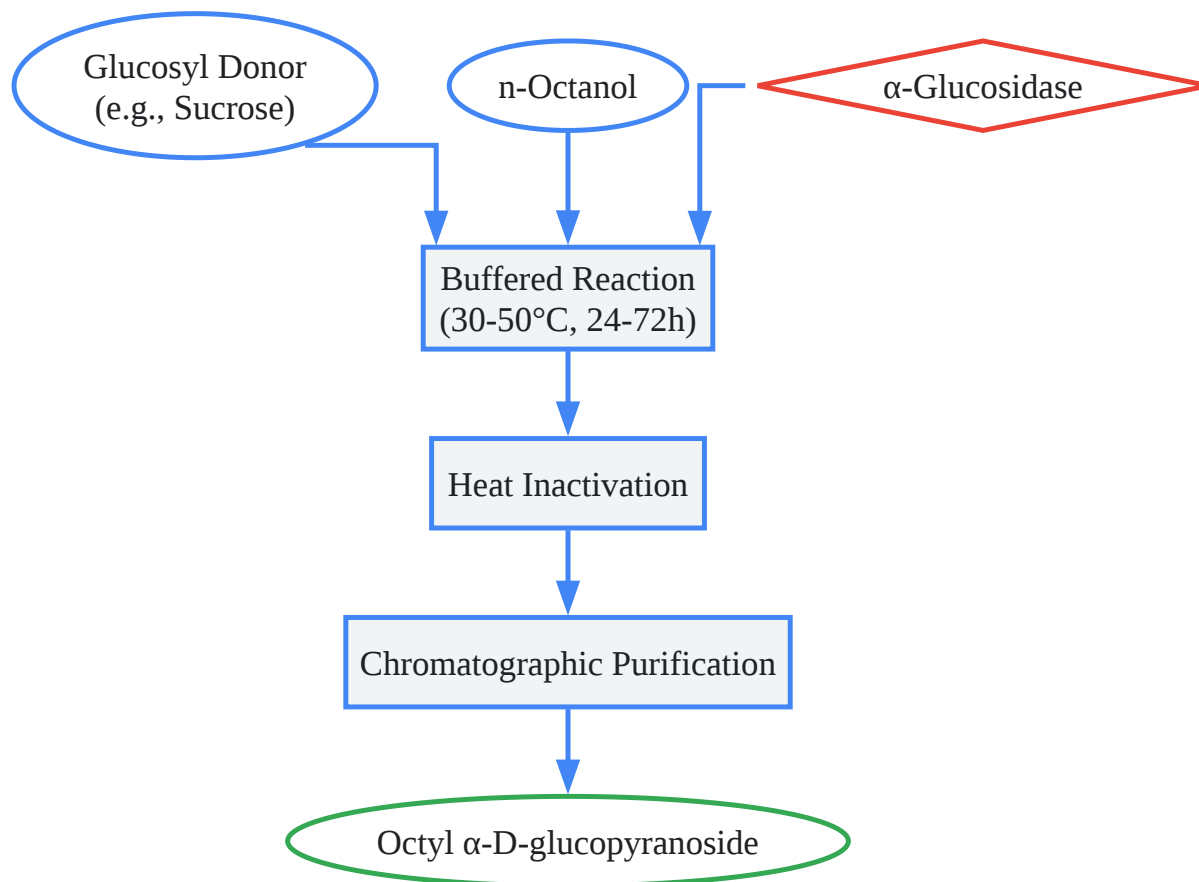 Glucosyl Donor
(e.g., Sucrose)
n-Octanol
α-Glucosidase
Buffered Reaction
(30-50°C, 24-72h)
Heat Inactivation
Chromatographic Purification
Octyl α-D-glucopyranoside